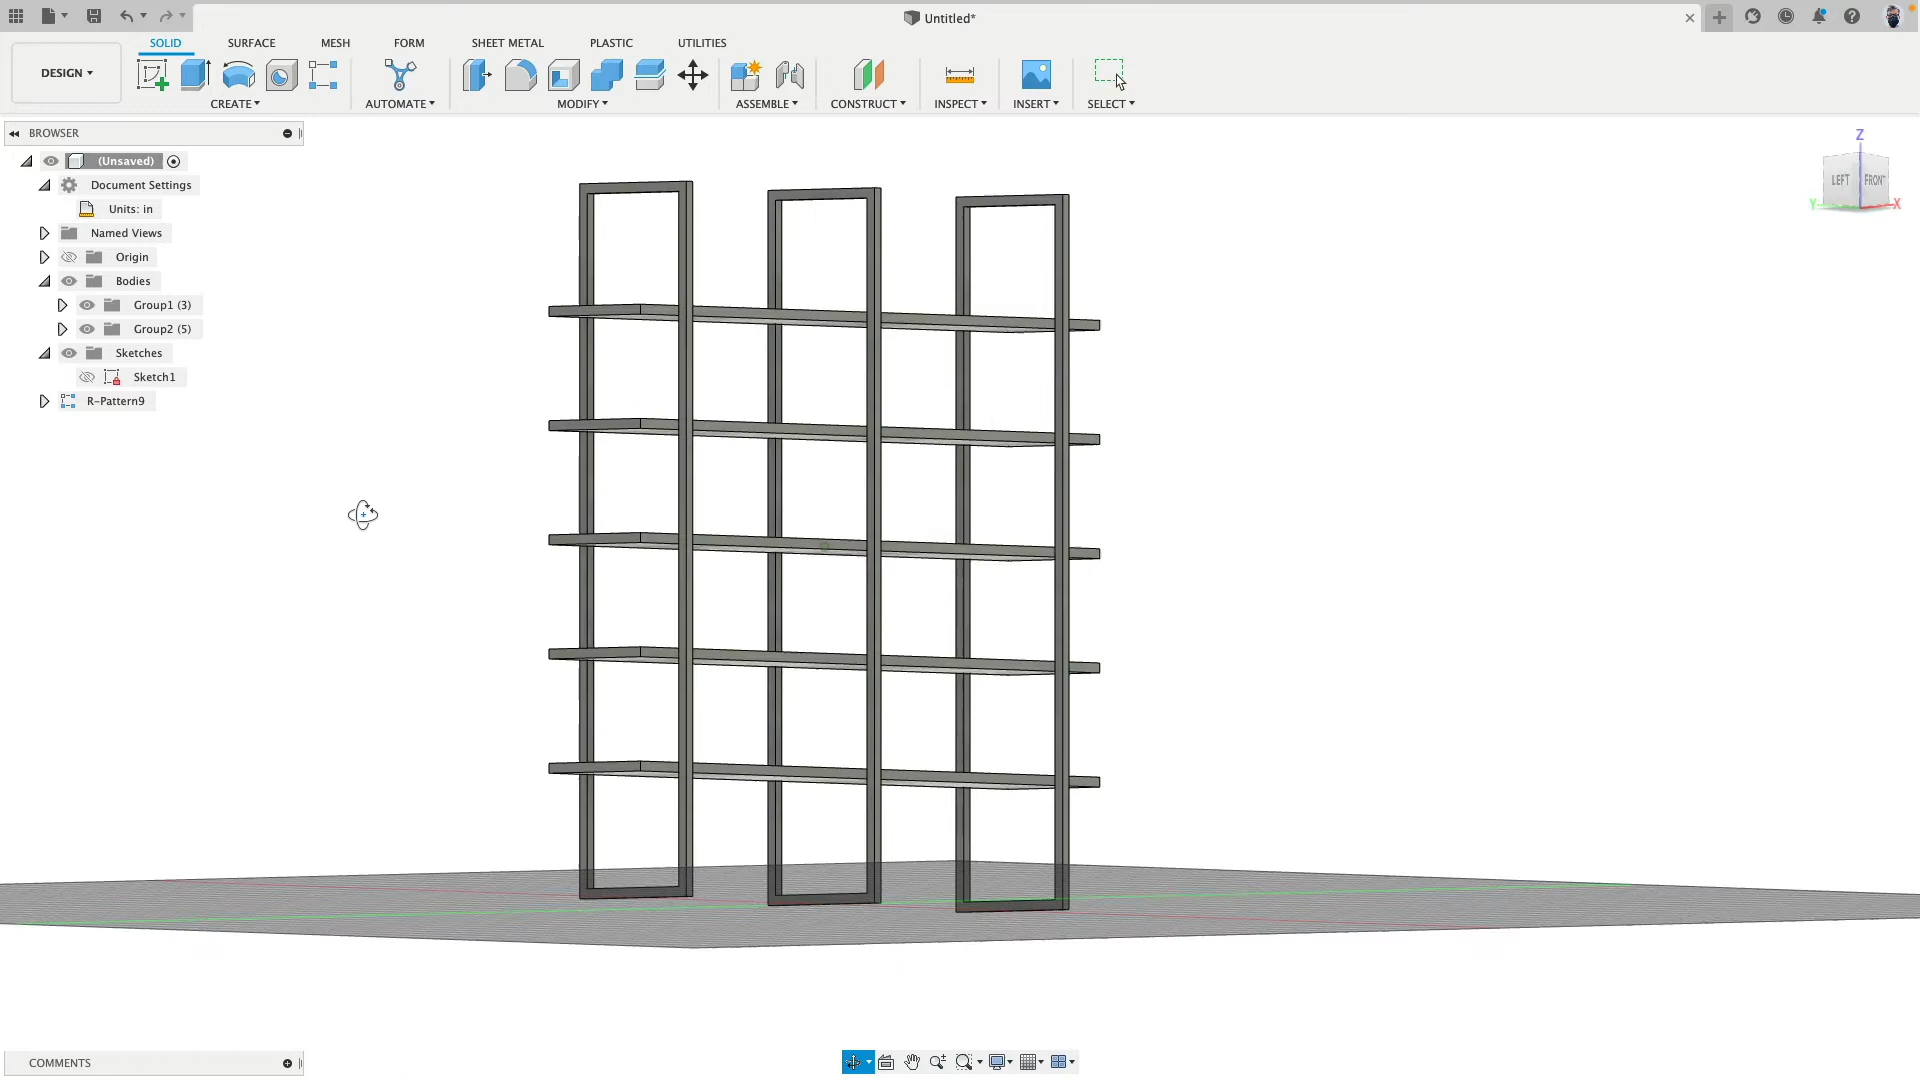 Untitled*
DESIGN
SOLID SURFACE MESH FORM SHEET METAL PLASTIC UTILITIES
CREATE AUTOMATE MODIFY ASSEMBLE CONSTRUCT INSPECT INSERT SELECT
BROWSER
(Unsaved)
Document Settings
Units: in
Named Views
Origin
Bodies
Group1 (3)
Group2 (5)
Sketches
Sketch1
R-Pattern9
Z
LEFT FRONT
Y X
COMMENTS